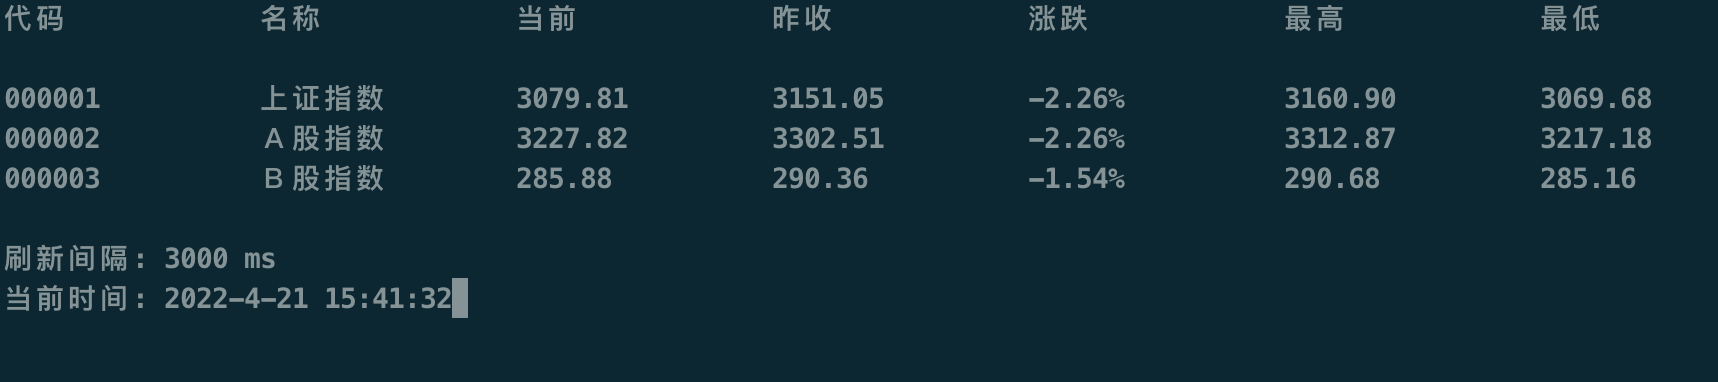 代码 名称 当前 昨收 涨跌 最高 最低
000001 上证指数 3079.81 3151.05 -2.26% 3160.90 3069.68
000002 Ａ股指数 3227.82 3302.51 -2.26% 3312.87 3217.18
000003 Ｂ股指数 285.88 290.36 -1.54% 290.68 285.16
刷新间隔: 3000 ms
当前时间: 2022-4-21 15:41:32